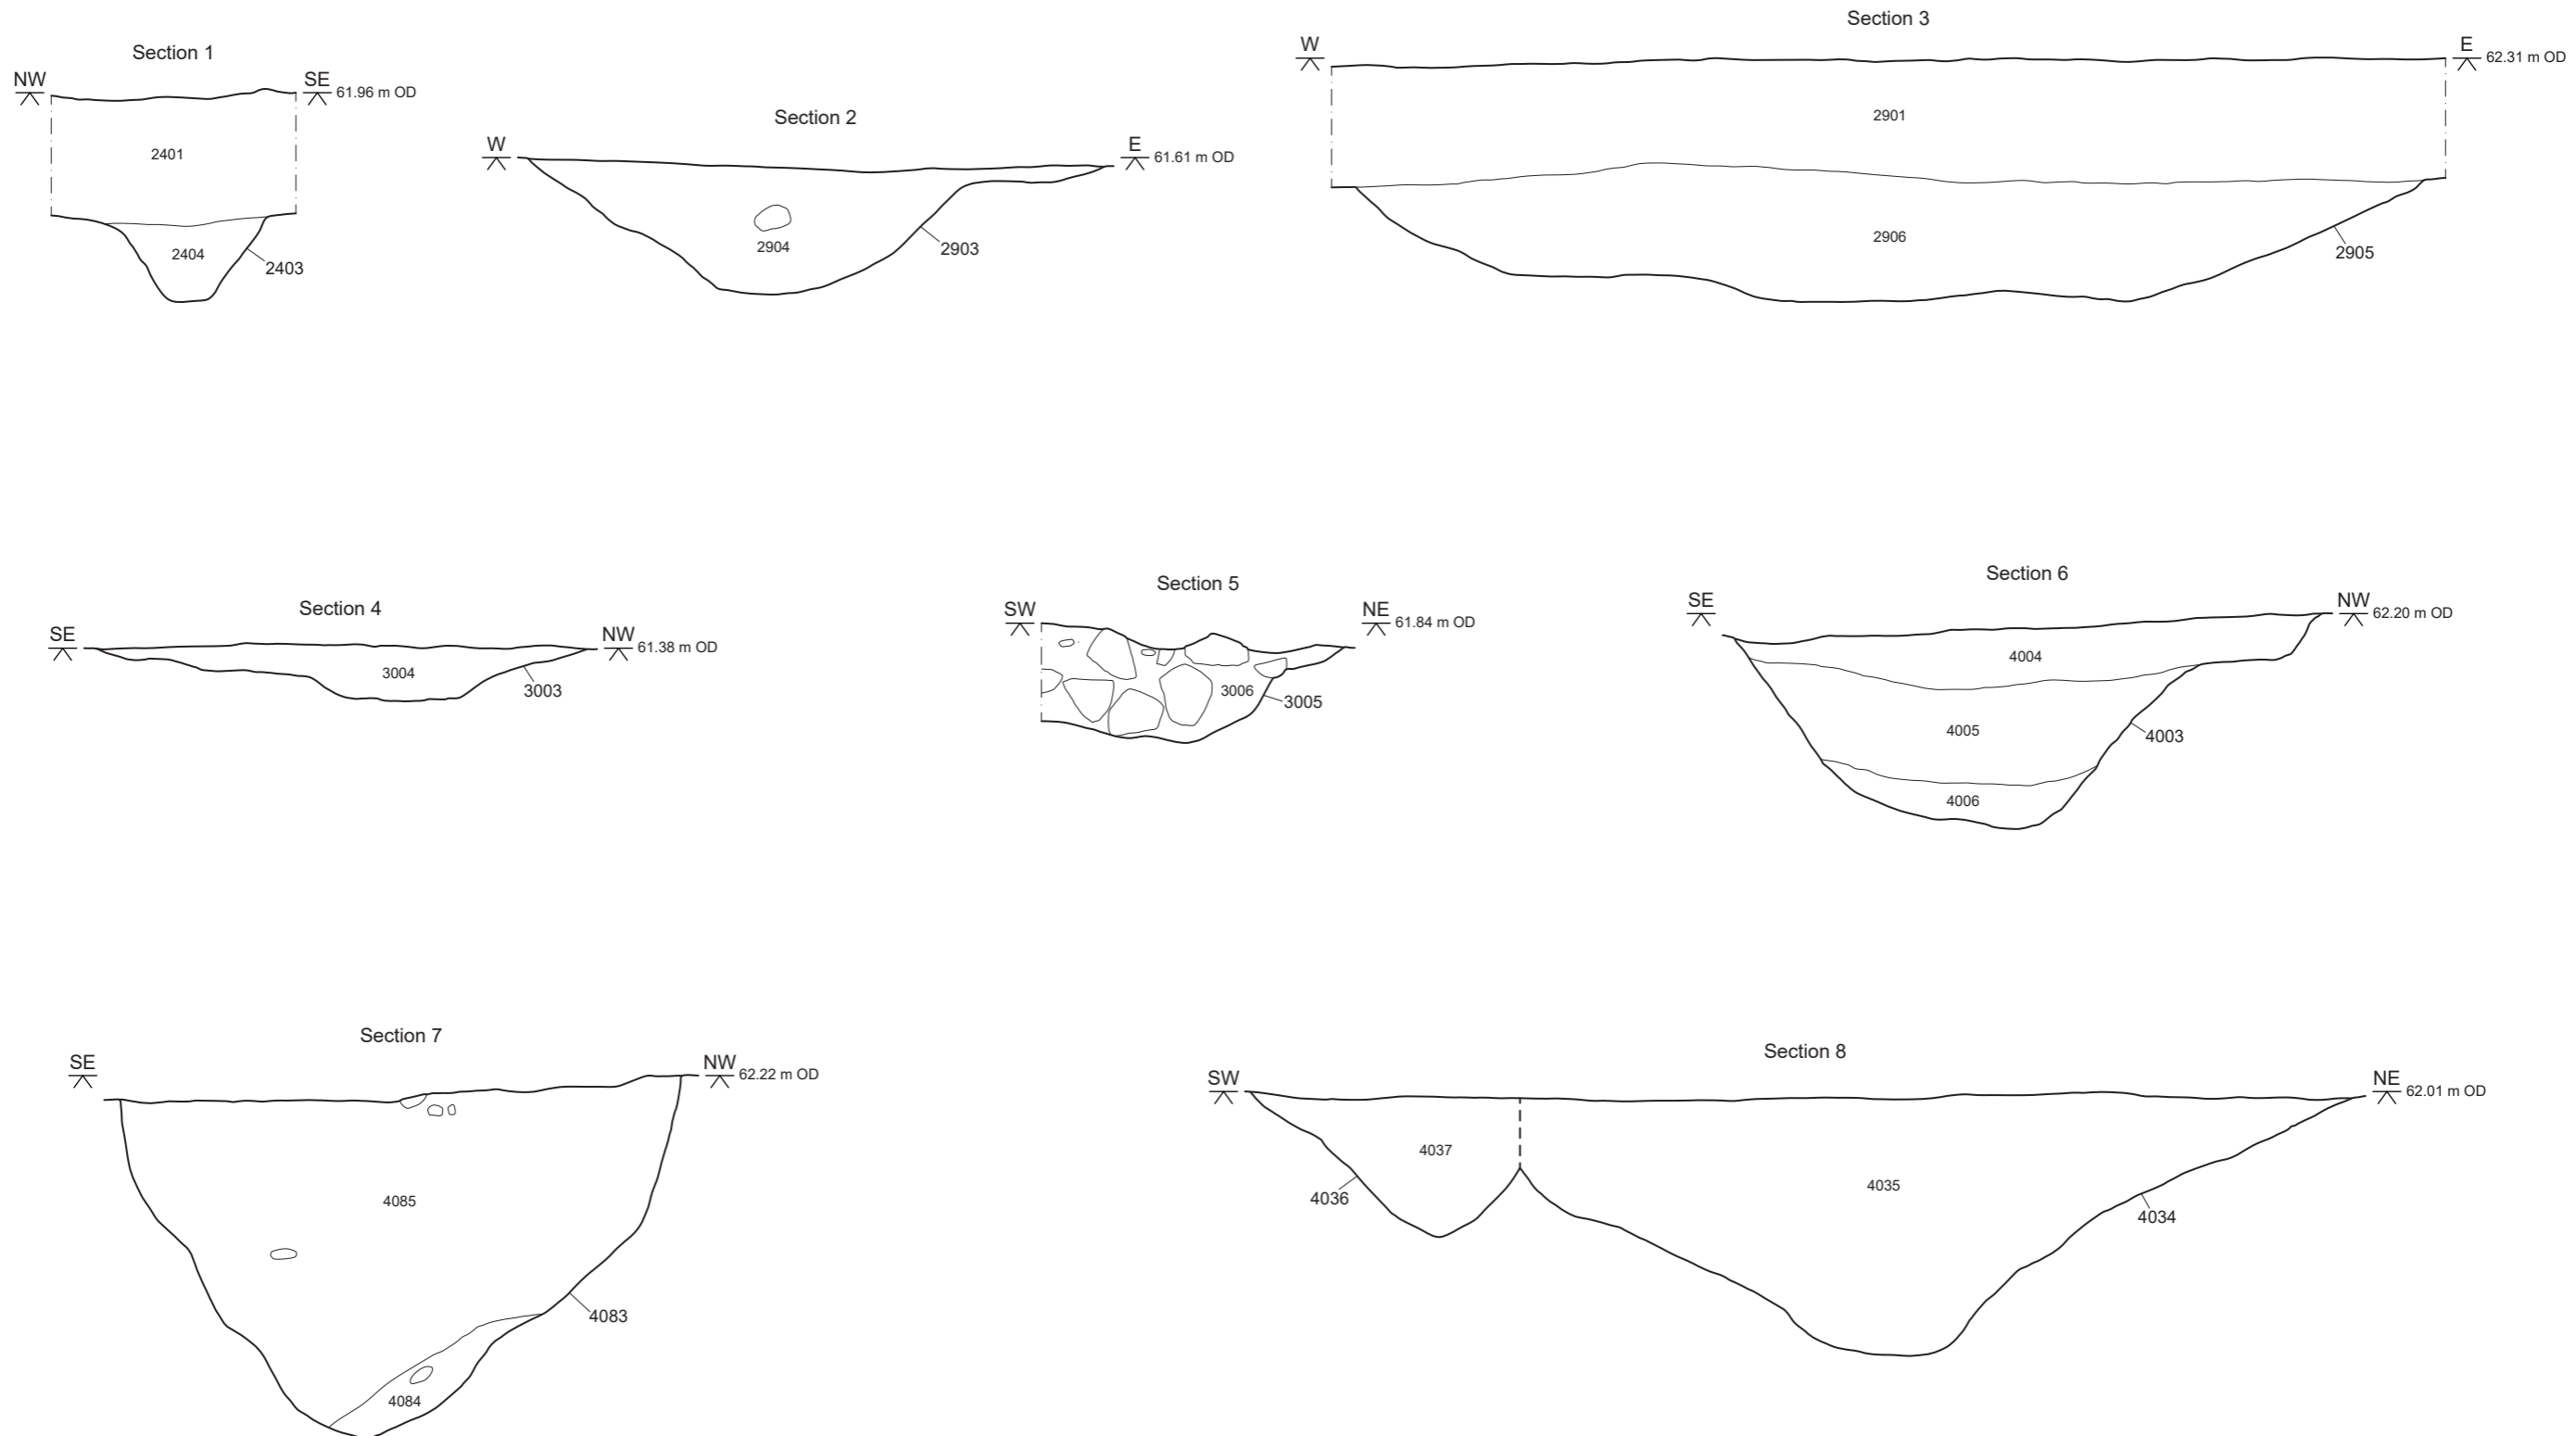 Section 1
NW
SE 61.96 m OD
2401
2404
2403
Section 2
W
E 61.61 m OD
2904
2903
Section 3
W
E 62.31 m OD
2901
2906
2905
Section 4
SE
NW 61.38 m OD
3004
3003
Section 5
SW
NE 61.84 m OD
3006
3005
Section 6
SE
NW 62.20 m OD
4004
4005
4003
4006
Section 7
SE
NW 62.22 m OD
4085
4083
4084
Section 8
SW
NE 62.01 m OD
4037
4036
4035
4034